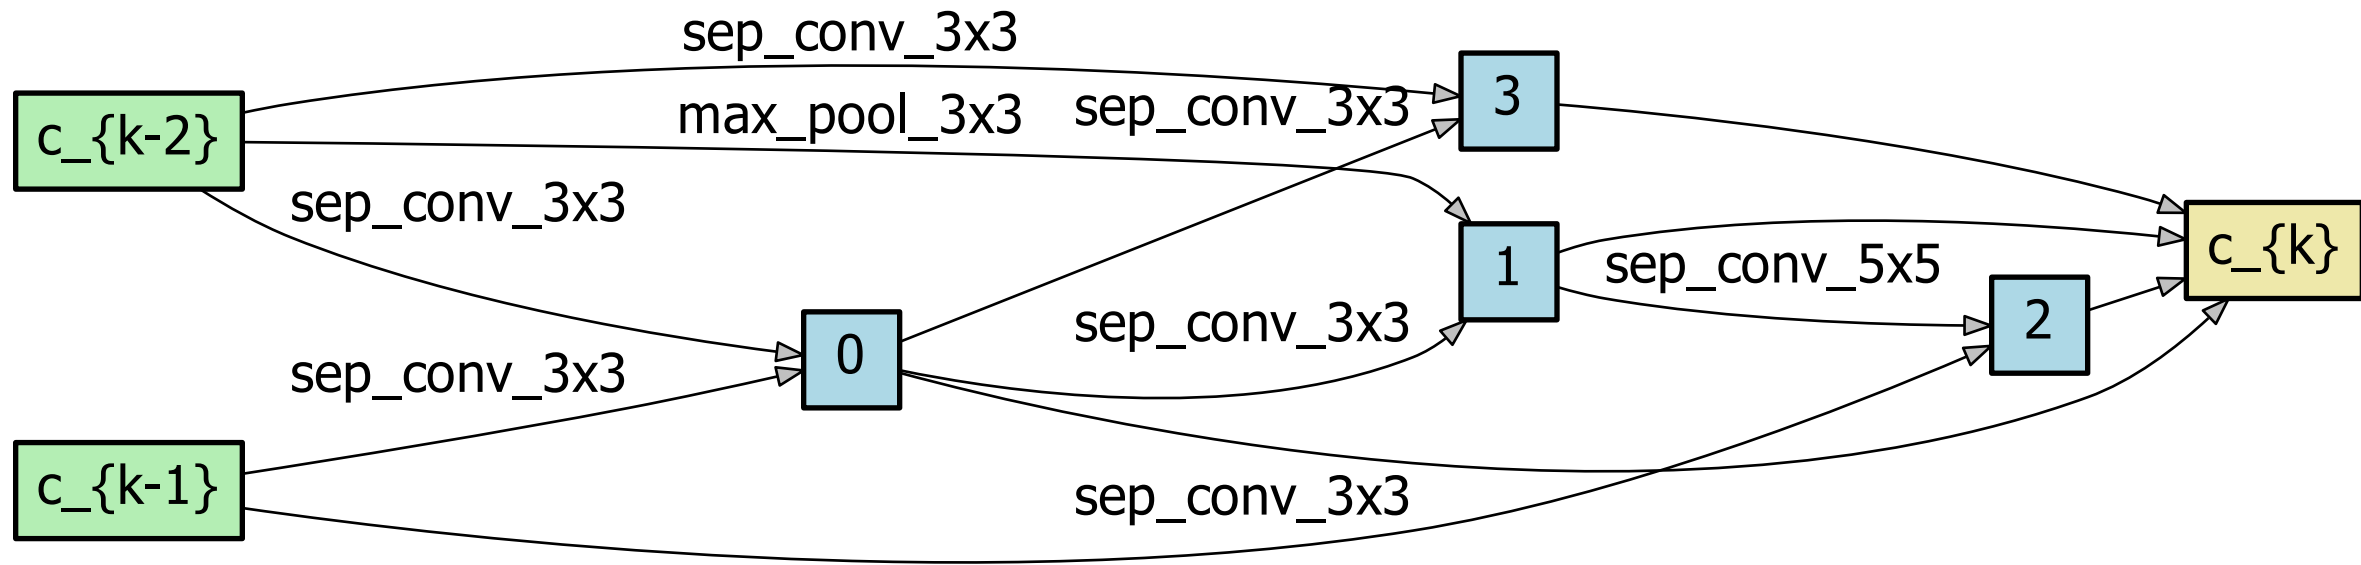 sep_conv_3x3
c_{k-2}
max_pool_3x3
sep_conv_3x3
3
sep_conv_3x3
1
sep_conv_5x5
c_{k}
2
sep_conv_3x3
0
sep_conv_3x3
c_{k-1}
sep_conv_3x3